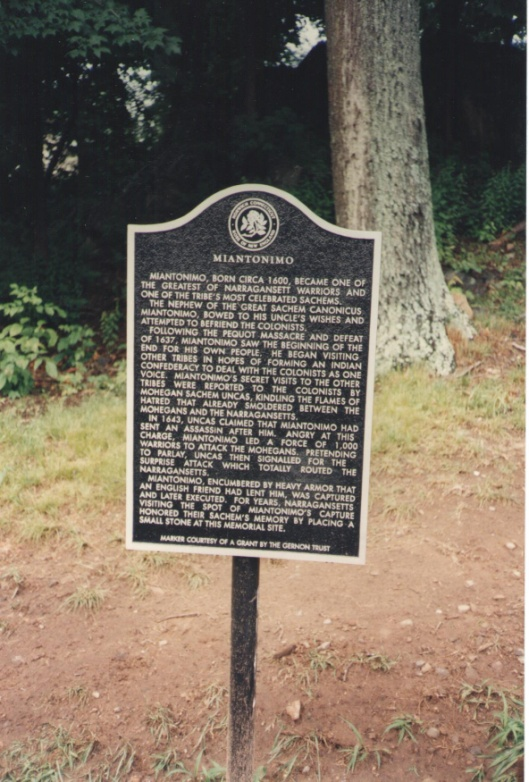 MIANTONIMO
MIANTONIMO, BORN CIRCA 1600, BECAME ONE OF
THE GREATEST OF NARRAGANSETT WARRIORS AND
ONE OF THE TRIBE'S MOST CELEBRATED SACHEMS.
THE NEPHEW OF THE GREAT SACHEM CANONICUS
MIANTONIMO, BOWED TO HIS UNCLE'S WISHES AND
ATTEMPTED TO BEFRIEND THE COLONISTS.
FOLLOWING THE PEQUOT MASSACRE AND DEFEAT
OF 1637, MIANTONIMO SAW THE BEGINNING OF THE
END FOR HIS OWN PEOPLE. HE BEGAN VISITING
OTHER TRIBES IN HOPES OF FORMING AN INDIAN
CONFEDERACY TO DEAL WITH THE COLONISTS AS ONE
VOICE. MIANTONIMO'S SECRET VISITS TO THE OTHER
TRIBES WERE REPORTED TO THE COLONISTS BY
MOHEGAN SACHEM UNCAS, KINDLING THE FLAMES OF
HATRED THAT ALREADY SMOLDERED BETWEEN THE
MOHEGANS AND THE NARRAGANSETTS.
IN 1643, UNCAS CLAIMED THAT MIANTONIMO HAD
SENT AN ASSASSIN AFTER HIM. ANGRY AT THIS
CHARGE, MIANTONIMO LED A FORCE OF 1,000
WARRIORS TO ATTACK THE MOHEGANS. PRETENDING
TO PARLAY, UNCAS THEN SIGNALLED FOR THE
SURPRISE ATTACK WHICH TOTALLY ROUTED THE
NARRAGANSETTS.
MIANTONIMO, ENCUMBERED BY HEAVY ARMOR THAT
AN ENGLISH FRIEND HAD LENT HIM, WAS CAPTURED
AND LATER EXECUTED. FOR YEARS, NARRAGANSETTS
VISITING THE SPOT OF MIANTONIMO'S CAPTURE
HONORED THEIR SACHEM'S MEMORY BY PLACING A
SMALL STONE AT THIS MEMORIAL SITE.
MARKER COURTESY OF A GRANT BY THE GERNON TRUST